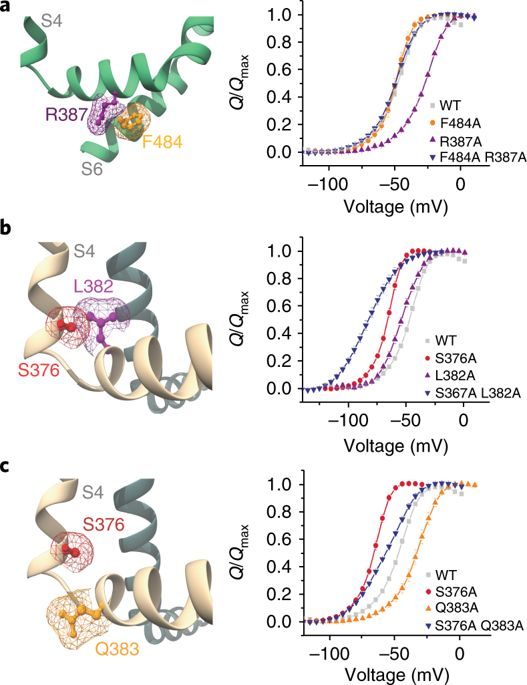 a
S4
R387
F484
S6
Q/Qmax
1.0
0.8
0.6
0.4
0.2
0.0
WT
F484A
R387A
F484A R387A
−100 −50 0
Voltage (mV)
b
S4
L382
S376
Q/Qmax
1.0
0.8
0.6
0.4
0.2
0.0
WT
S376A
L382A
S367A L382A
−100 −50 0
Voltage (mV)
c
S4
S376
Q383
Q/Qmax
1.0
0.8
0.6
0.4
0.2
0.0
WT
S376A
Q383A
S376A Q383A
−100 −50 0
Voltage (mV)